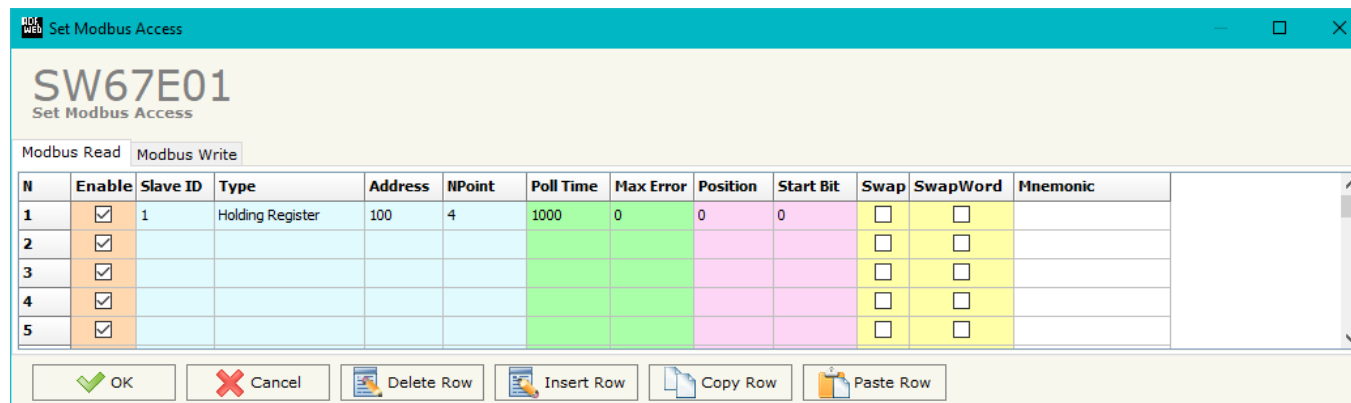 ADF WEB Set Modbus Access
SW67E01
Set Modbus Access
Modbus Read Modbus Write
N Enable Slave ID Type Address NPoint Poll Time Max Error Position Start Bit Swap SwapWord Mnemonic
1 1 Holding Register 100 4 1000 0 0 0
2
3
4
5
OK Cancel Delete Row Insert Row Copy Row Paste Row